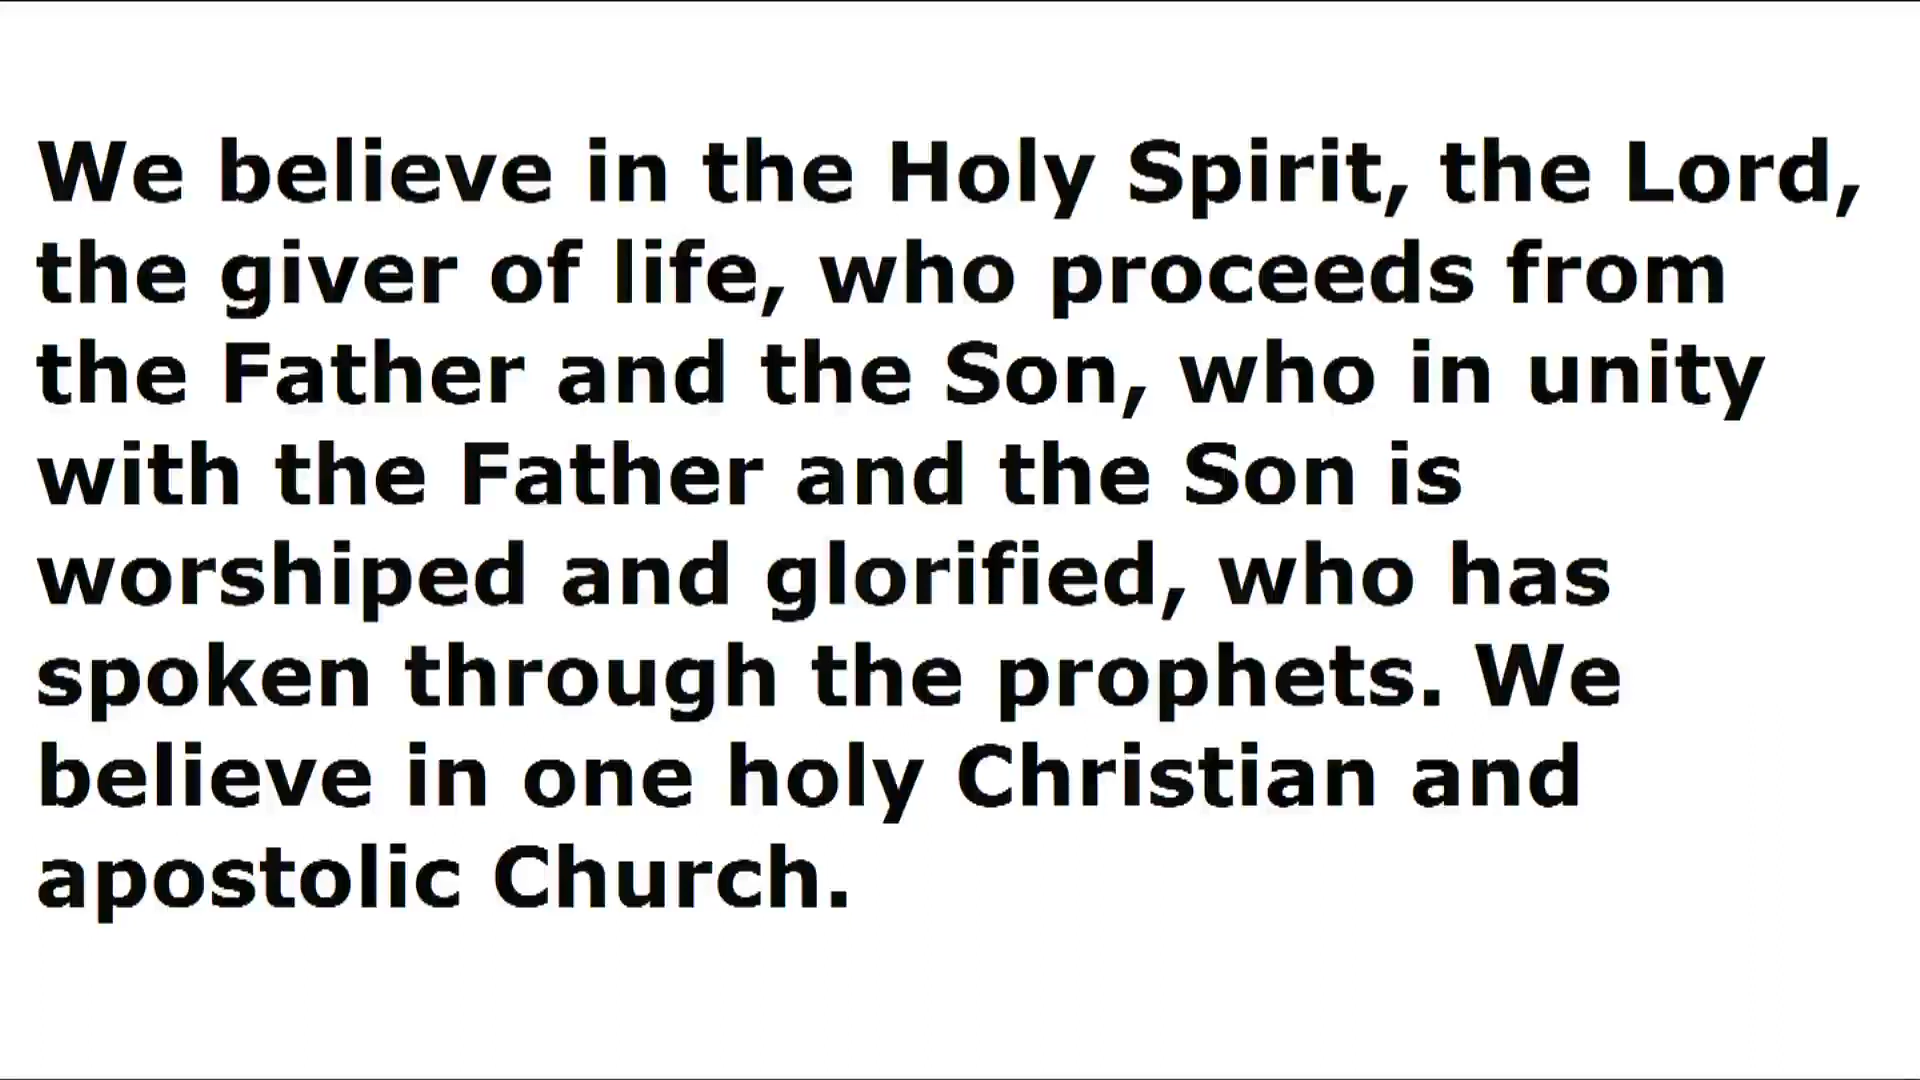 We believe in the Holy Spirit, the Lord,
the giver of life, who proceeds from
the Father and the Son, who in unity
with the Father and the Son is
worshiped and glorified, who has
spoken through the prophets. We
believe in one holy Christian and
apostolic Church.